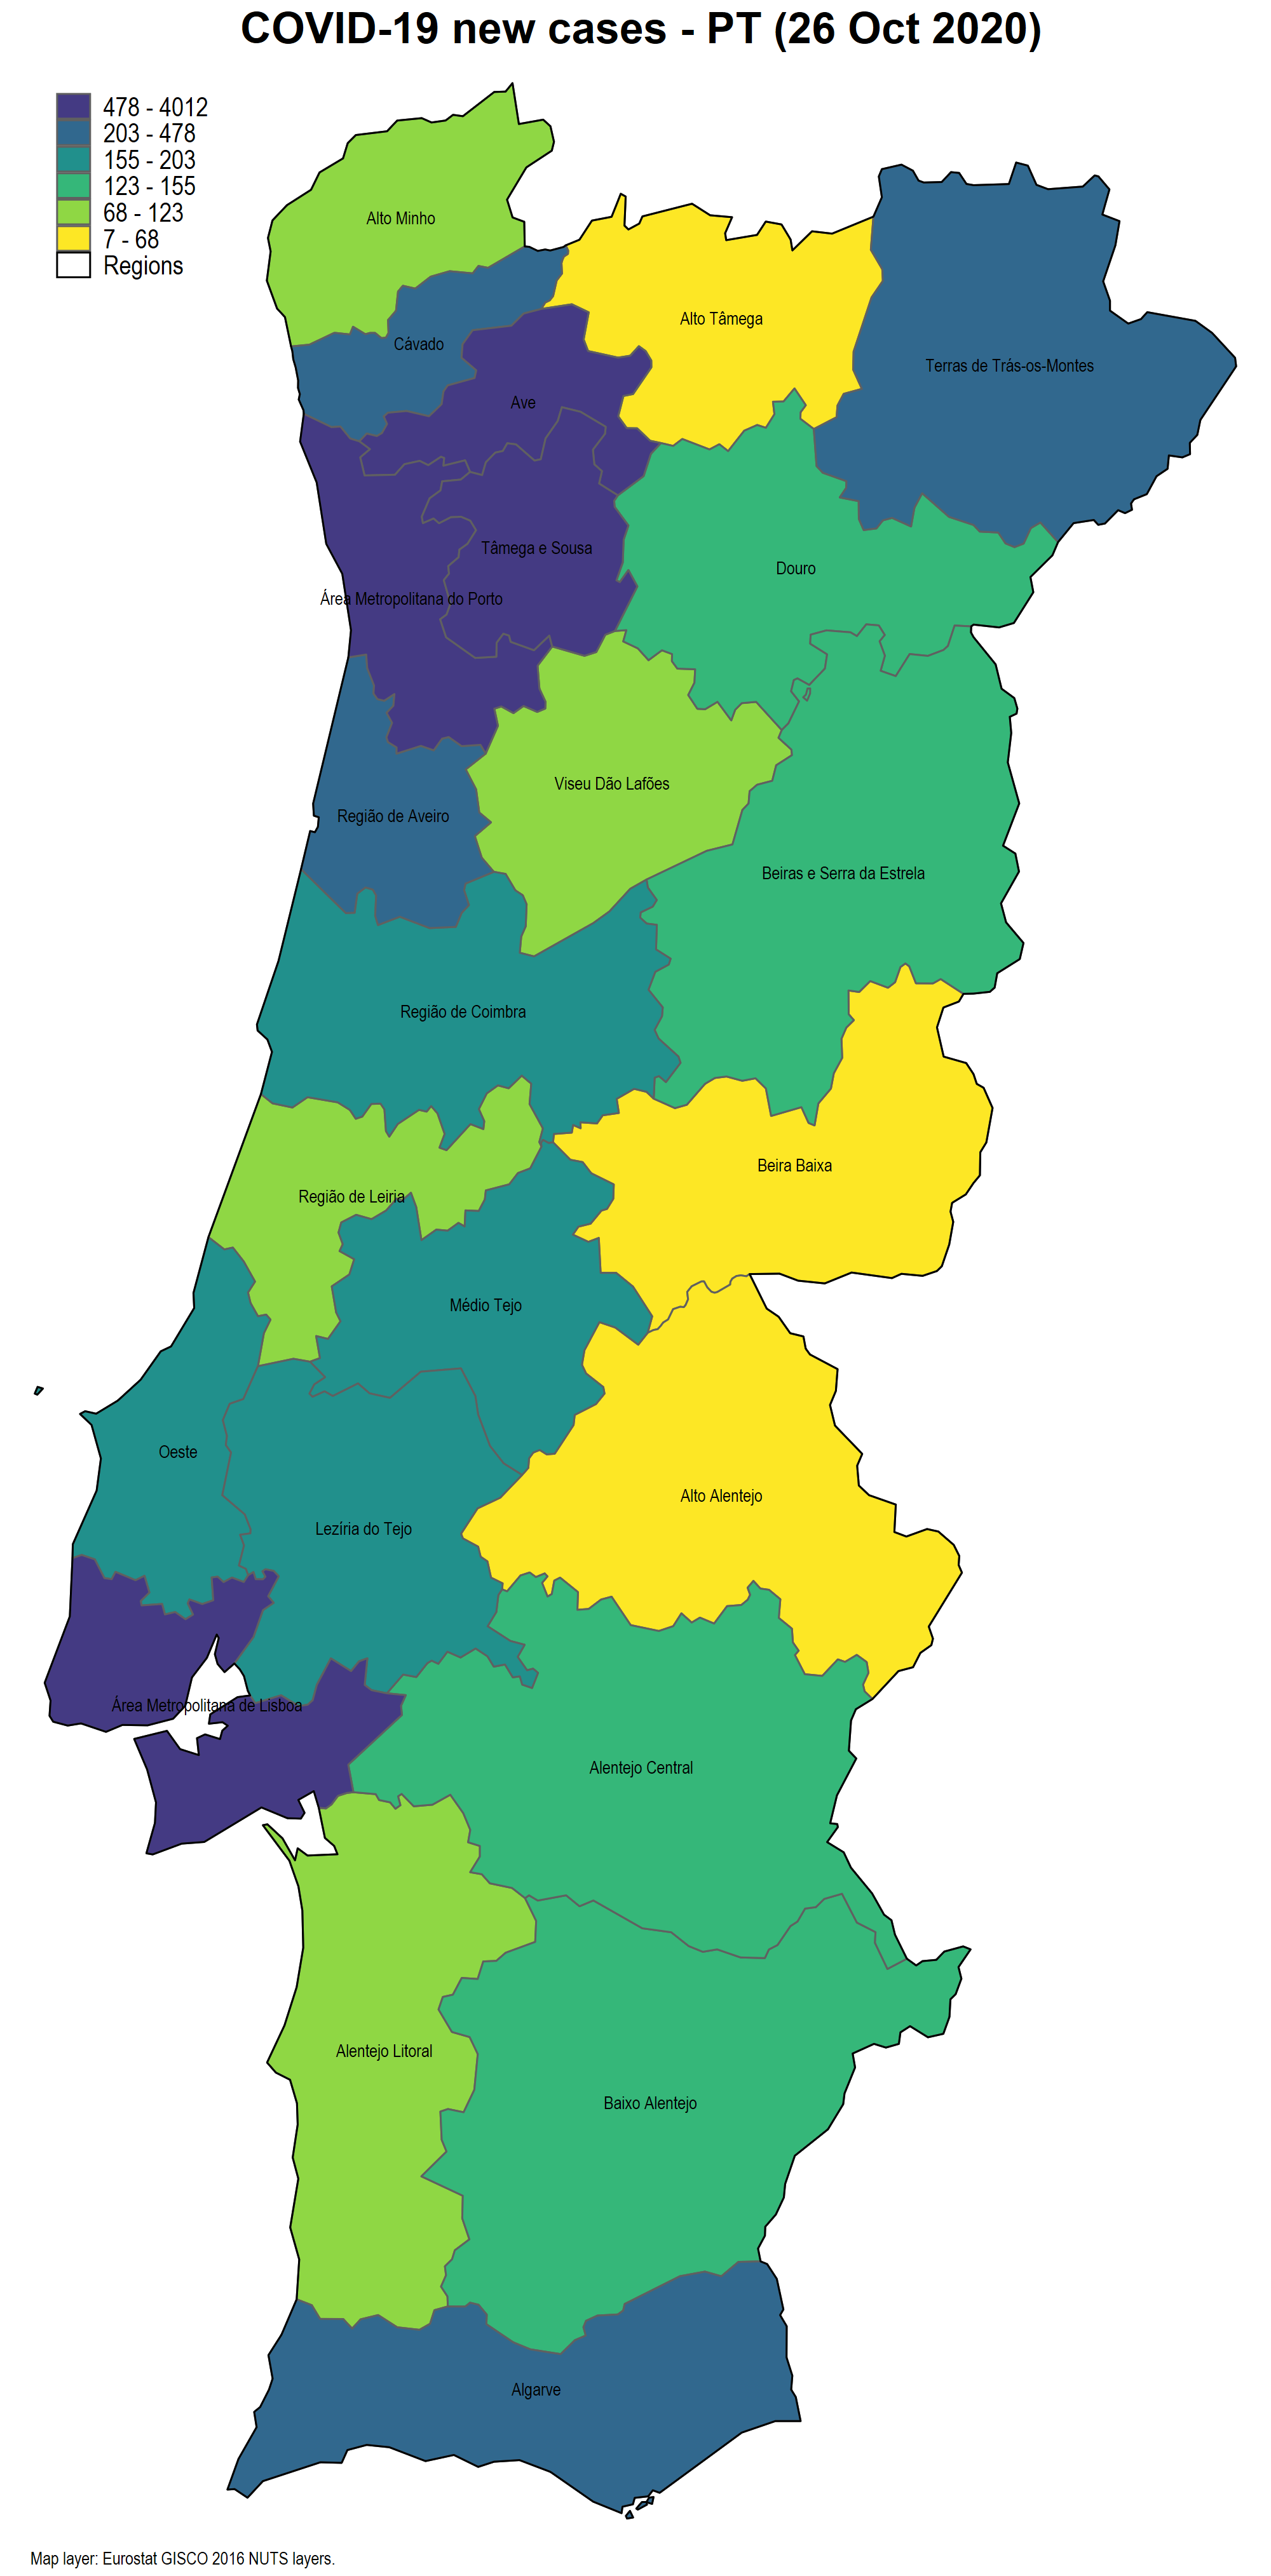 COVID-19 new cases - PT (26 Oct 2020)
478 - 4012
203 - 478
155 - 203
123 - 155
68 - 123
7 - 68
Regions
Alto Minho
Alto Tâmega
Cávado
Terras de Trás-os-Montes
Ave
Tâmega e Sousa
Douro
Área Metropolitana do Porto
Viseu Dão Lafões
Região de Aveiro
Beiras e Serra da Estrela
Região de Coimbra
Beira Baixa
Região de Leiria
Médio Tejo
Oeste
Alto Alentejo
Lezíria do Tejo
Área Metropolitana de Lisboa
Alentejo Central
Alentejo Litoral
Baixo Alentejo
Algarve
Map layer: Eurostat GISCO 2016 NUTS layers.